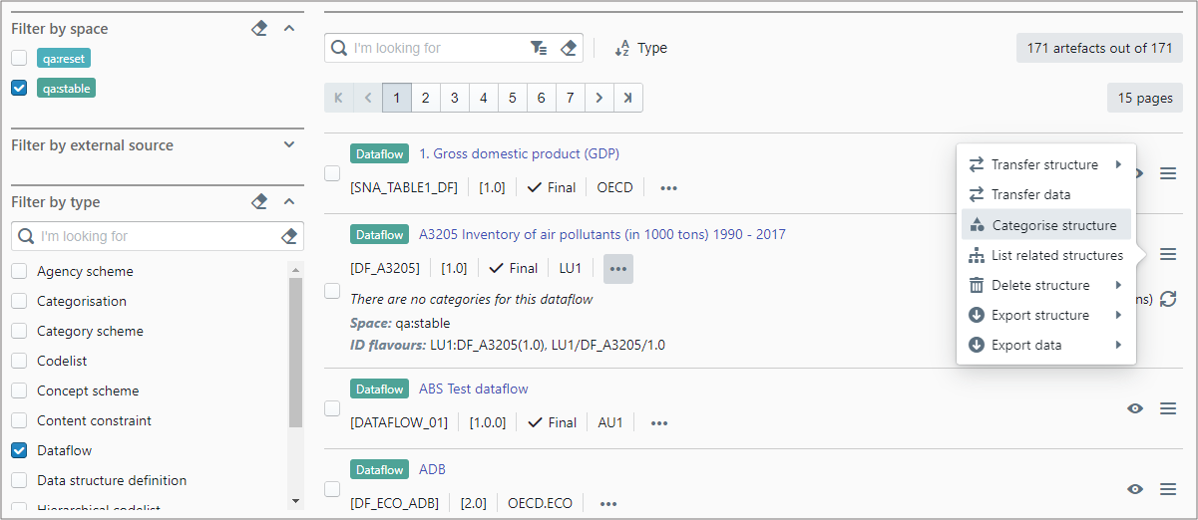 Filter by space
qa:reset
qa:stable
Filter by external source
Filter by type
I'm looking for
Agency scheme
Categorisation
Category scheme
Codelist
Concept scheme
Content constraint
Dataflow
Data structure definition
Hierarchical codelist
I'm looking for
Type
171 artefacts out of 171
1 2 3 4 5 6 7
15 pages
Dataflow 1. Gross domestic product (GDP)
[SNA_TABLE1_DF] [1.0] Final OECD
Dataflow A3205 Inventory of air pollutants (in 1000 tons) 1990 - 2017
[DF_A3205] [1.0] Final LU1
There are no categories for this dataflow
Space: qa:stable
ID flavours: LU1:DF_A3205(1.0), LU1/DF_A3205/1.0
ns)
Dataflow ABS Test dataflow
[DATAFLOW_01] [1.0.0] Final AU1
Dataflow ADB
[DF_ECO_ADB] [2.0] OECD.ECO
Transfer structure
Transfer data
Categorise structure
List related structures
Delete structure
Export structure
Export data